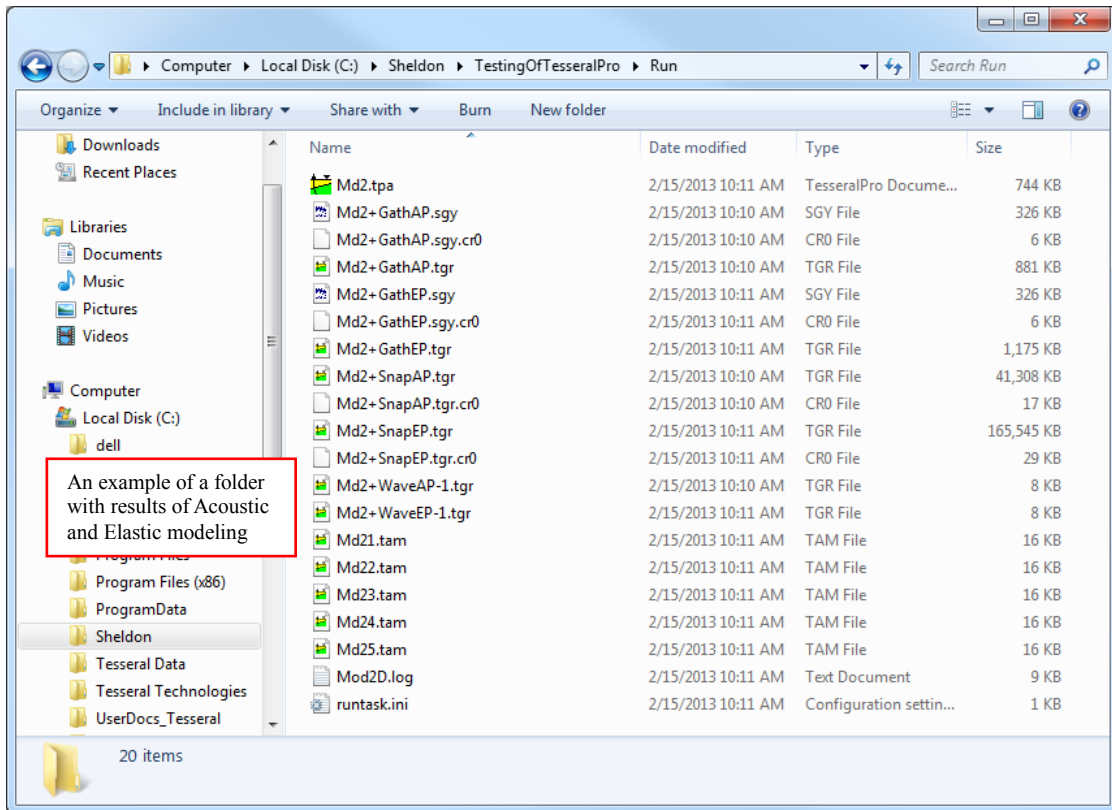 Computer Local Disk (C:) Sheldon TestingOfTesseralPro Run Search Run
Organize Include in library Share with Burn New folder
Downloads
Recent Places
Libraries
Documents
Music
Pictures
Videos
Computer
Local Disk (C:)
dell
An example of a folder
with results of Acoustic
and Elastic modeling
Program Files
Program Files (x86)
ProgramData
Sheldon
Tesseral Data
Tesseral Technologies
UserDocs_Tesseral
Name Date modified Type Size
Md2.tpa 2/15/2013 10:11 AM TesseralPro Docume... 744 KB
Md2+GathAP.sgy 2/15/2013 10:10 AM SGY File 326 KB
Md2+GathAP.sgy.cr0 2/15/2013 10:10 AM CR0 File 6 KB
Md2+GathAP.tgr 2/15/2013 10:10 AM TGR File 881 KB
Md2+GathEP.sgy 2/15/2013 10:11 AM SGY File 326 KB
Md2+GathEP.sgy.cr0 2/15/2013 10:11 AM CR0 File 6 KB
Md2+GathEP.tgr 2/15/2013 10:11 AM TGR File 1,175 KB
Md2+SnapAP.tgr 2/15/2013 10:10 AM TGR File 41,308 KB
Md2+SnapAP.tgr.cr0 2/15/2013 10:10 AM CR0 File 17 KB
Md2+SnapEP.tgr 2/15/2013 10:11 AM TGR File 165,545 KB
Md2+SnapEP.tgr.cr0 2/15/2013 10:11 AM CR0 File 29 KB
Md2+WaveAP-1.tgr 2/15/2013 10:10 AM TGR File 8 KB
Md2+WaveEP-1.tgr 2/15/2013 10:11 AM TGR File 8 KB
Md21.tam 2/15/2013 10:11 AM TAM File 16 KB
Md22.tam 2/15/2013 10:11 AM TAM File 16 KB
Md23.tam 2/15/2013 10:11 AM TAM File 16 KB
Md24.tam 2/15/2013 10:11 AM TAM File 16 KB
Md25.tam 2/15/2013 10:11 AM TAM File 16 KB
Mod2D.log 2/15/2013 10:11 AM Text Document 9 KB
runtask.ini 2/15/2013 10:11 AM Configuration settin... 1 KB
20 items